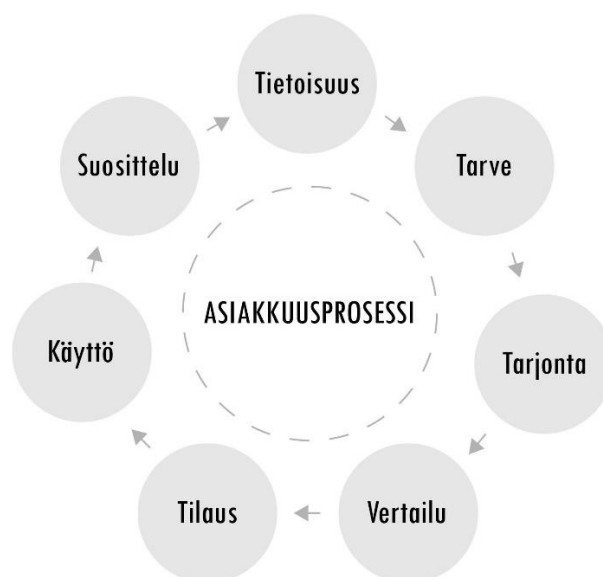 Tietoisuus
Tarve
Tarjonta
Vertailu
Tilaus
Käyttö
Suosittelu
ASIAKKUUSPROSESSI